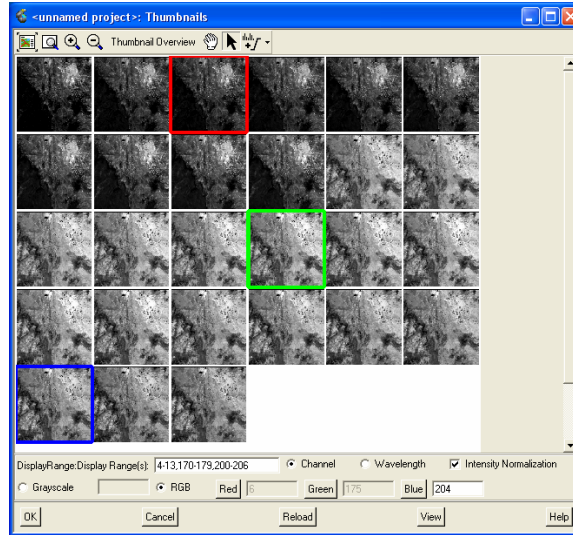 <unnamed project>: Thumbnails
Thumbnail Overview
DisplayRange:Display Range(s): 4-13,170-179,200-206 Channel Wavelength Intensity Normalization
Grayscale RGB Red 6 Green 175 Blue 204
OK Cancel Reload View Help